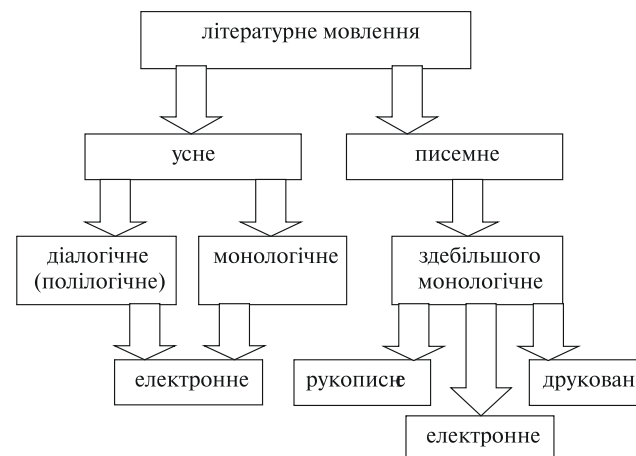 літературне мовлення
усне
писемне
діалогічне
(полілогічне)
монологічне
здебільшого
монологічне
електронне
рукописне
друкован
електронне